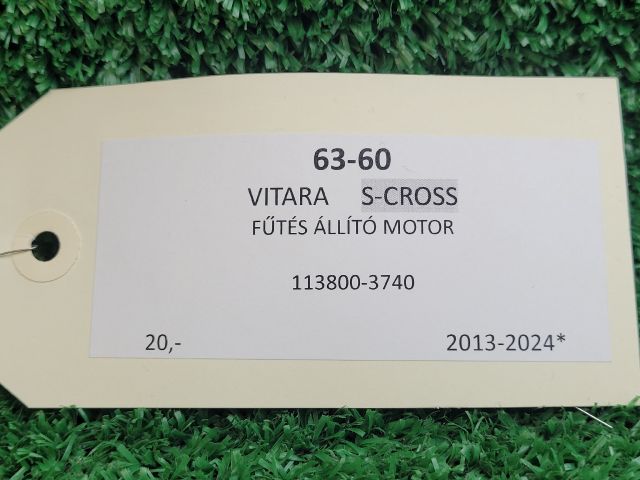 63-60
VITARA S-CROSS
FŰTÉS ÁLLÍTÓ MOTOR
113800-3740
20,- 2013-2024*